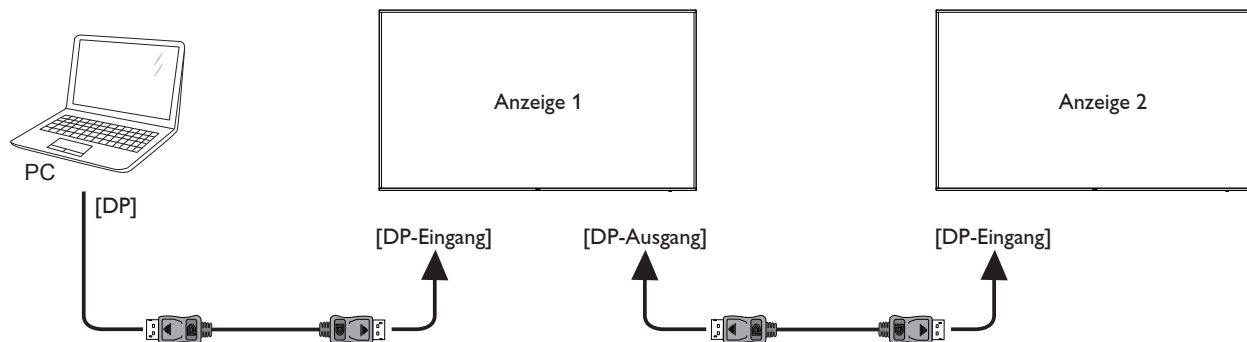 Anzeige 1
Anzeige 2
PC
[DP]
[DP-Eingang]
[DP-Ausgang]
[DP-Eingang]